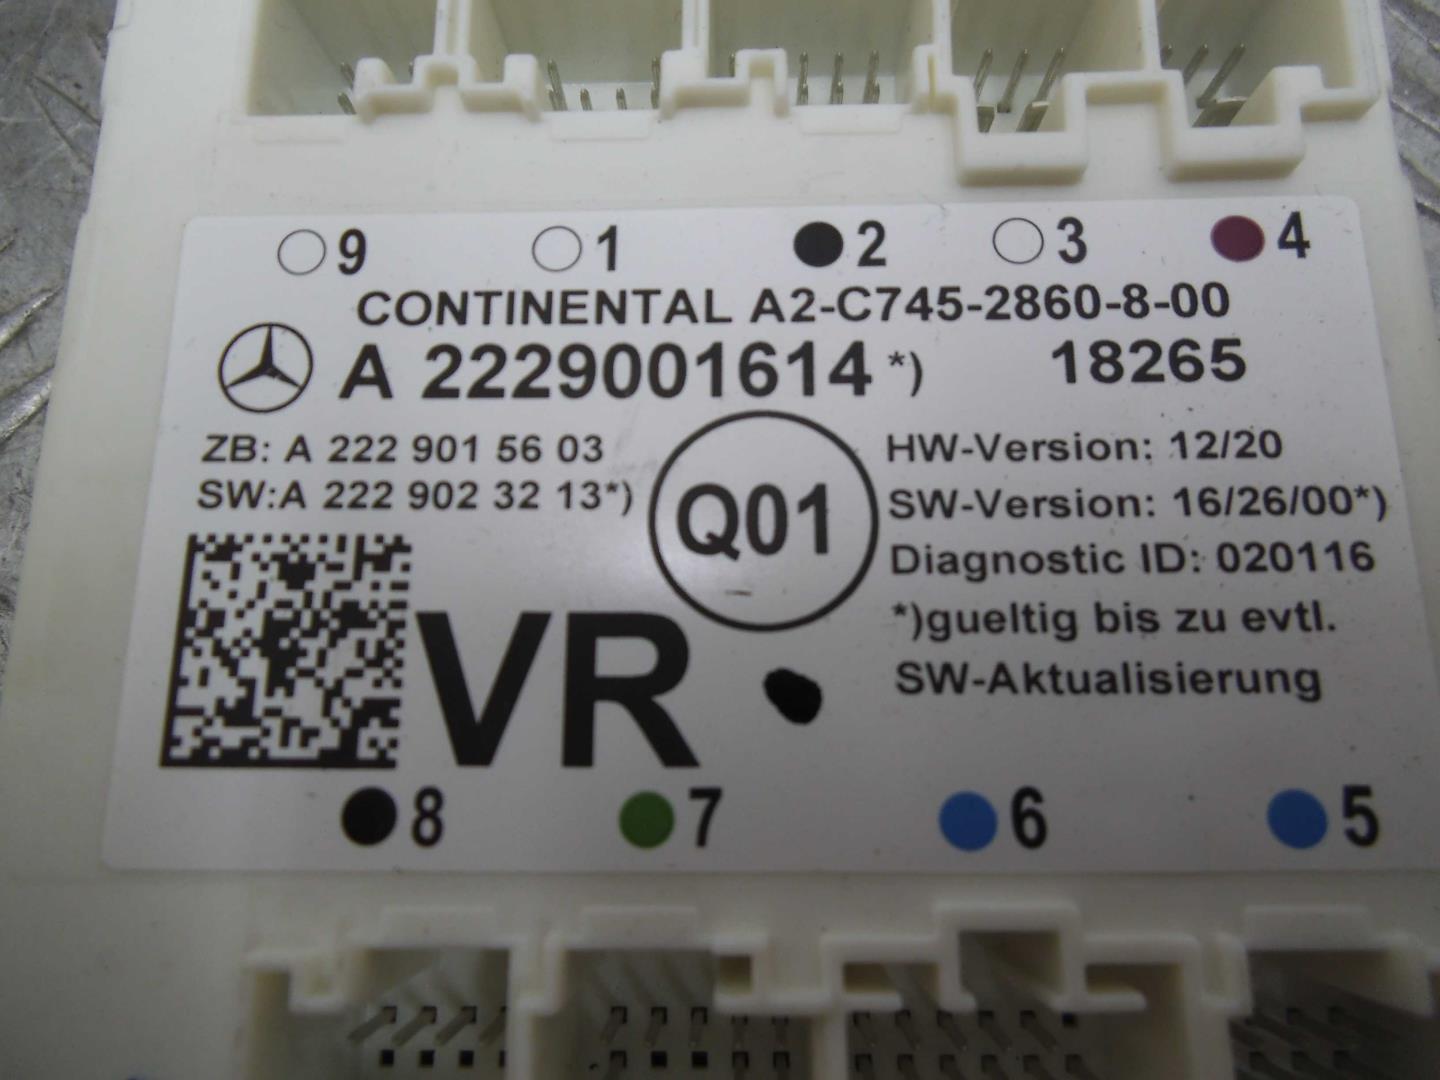 9 1 2 3 4
CONTINENTAL A2-C745-2860-8-00
A 2229001614 *) 18265
ZB: A 222 901 56 03
SW:A 222 902 32 13*)
Q01
HW-Version: 12/20
SW-Version: 16/26/00*)
Diagnostic ID: 020116
*)gueltig bis zu evtl.
SW-Aktualisierung
VR
8 7 6 5